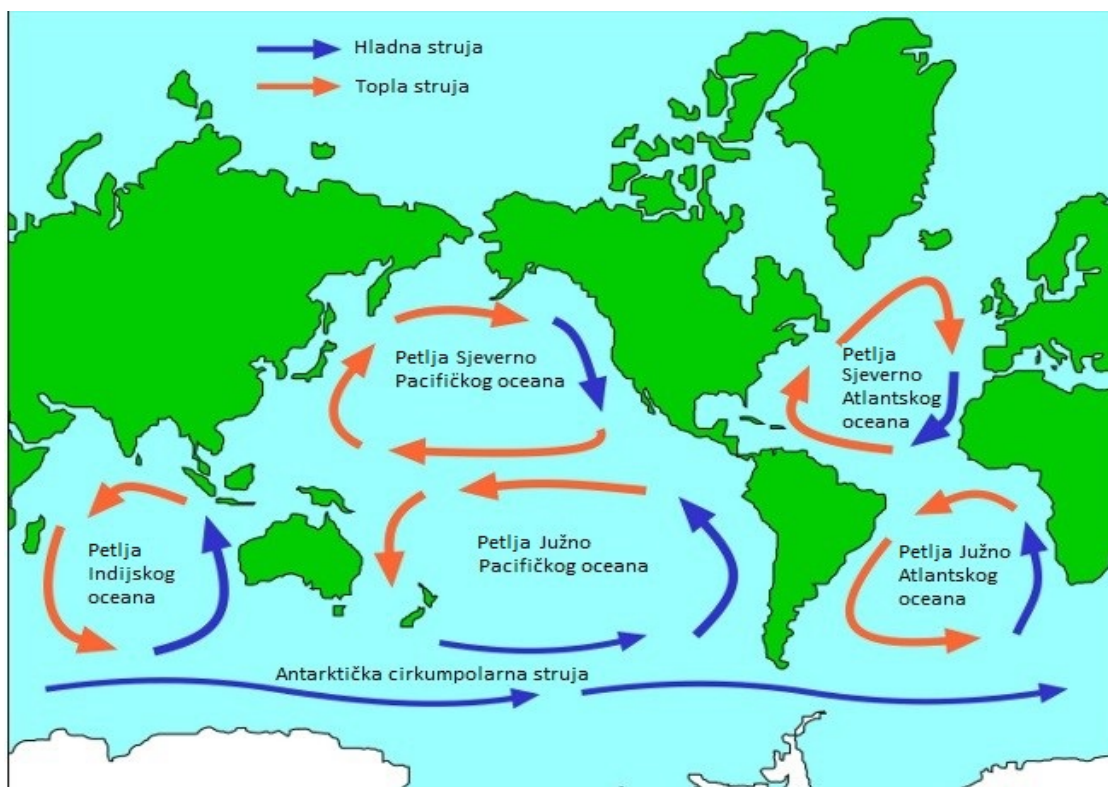 Hladna struja
Topla struja
Petlja Sjeverno
Pacifičkog oceana
Petlja
Sjeverno
Atlantskog
oceana
Petlja
Indijskog
oceana
Petlja Južno
Pacifičkog oceana
Petlja Južno
Atlantskog
oceana
Antarktička cirkumpolarna struja